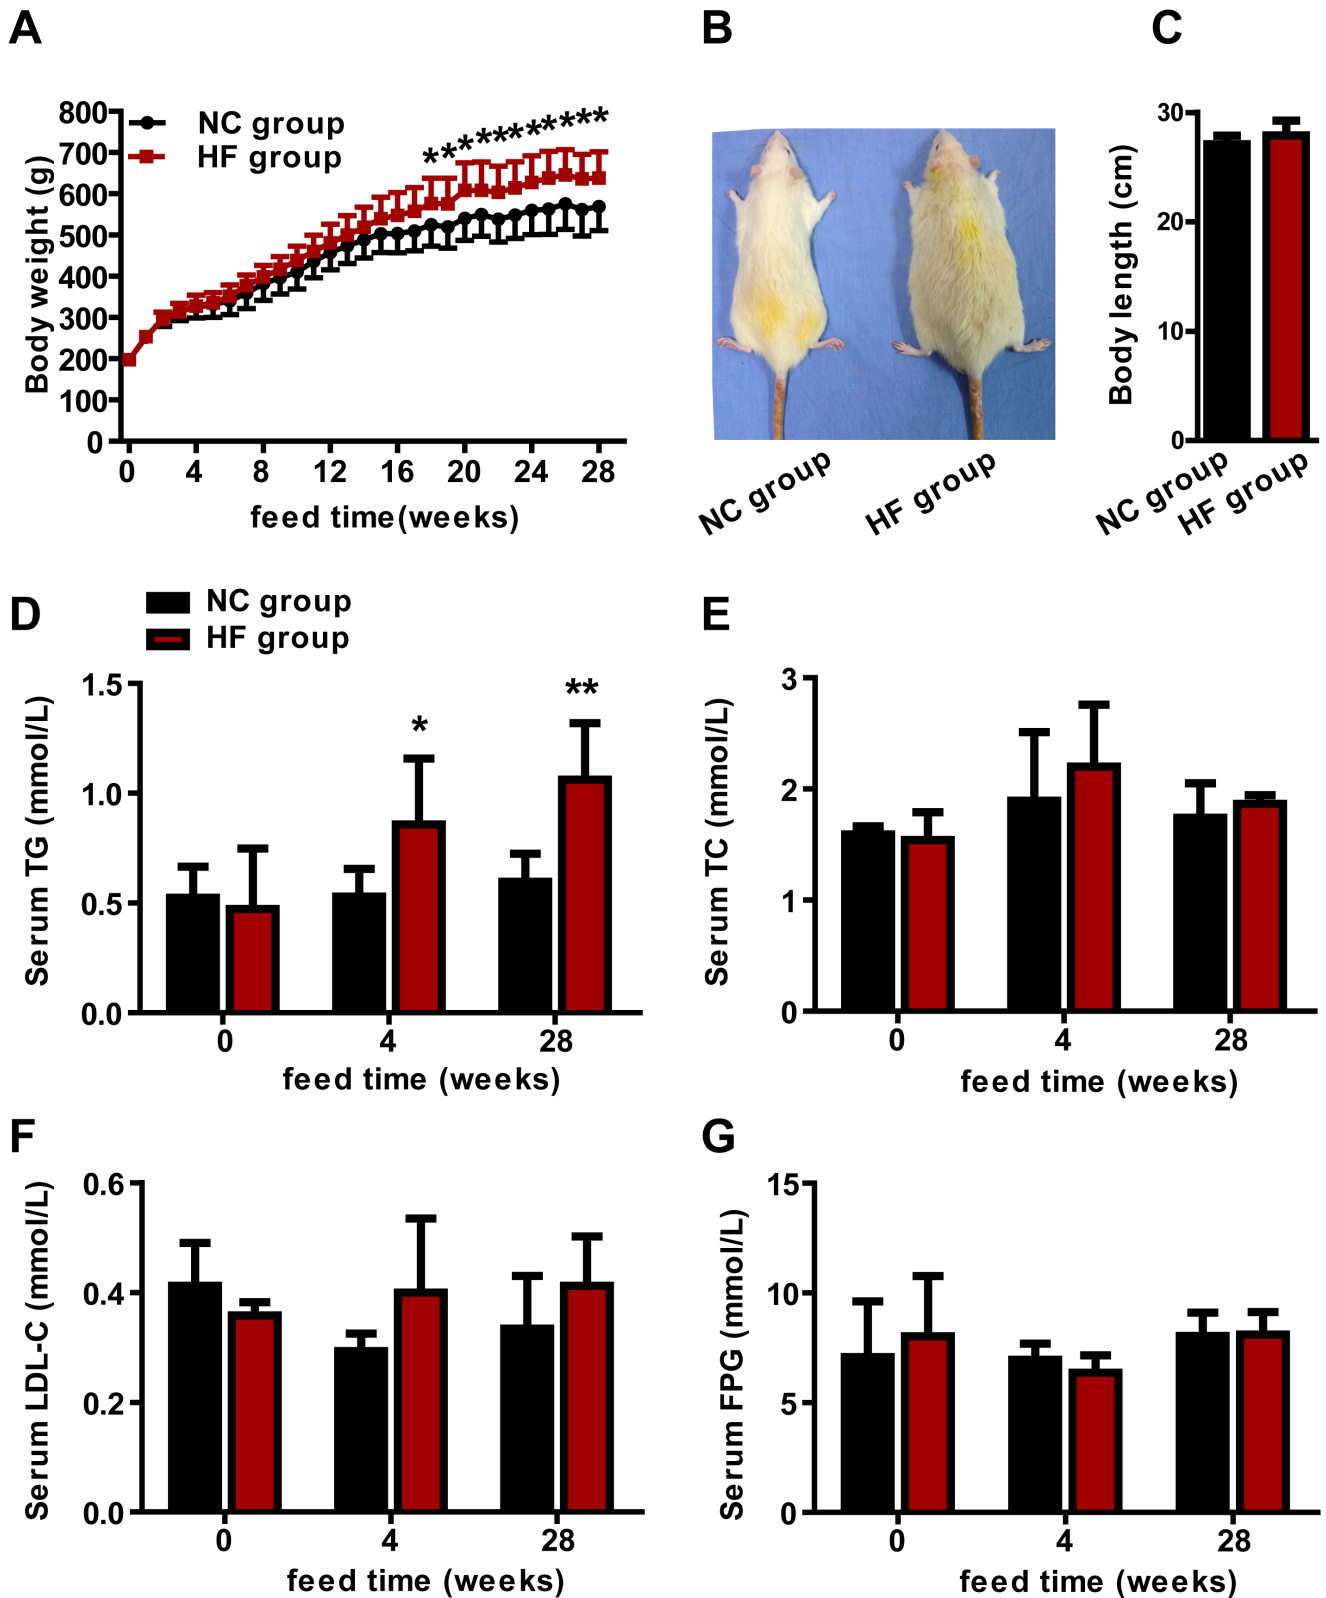 A
B
C
Body weight (g)
800
700
600
500
400
300
200
100
0
NC group
HF group
***********
0 4 8 12 16 20 24 28
feed time(weeks)
NC group
HF group
Body length (cm)
30
20
10
0
NC group
HF group
D
NC group
HF group
Serum TG (mmol/L)
1.5
1.0
0.5
0.0
*
**
0 4 28
feed time (weeks)
E
Serum TC (mmol/L)
3
2
1
0
0 4 28
feed time (weeks)
F
Serum LDL-C (mmol/L)
0.6
0.4
0.2
0.0
0 4 28
feed time (weeks)
G
Serum FPG (mmol/L)
15
10
5
0
0 4 28
feed time (weeks)